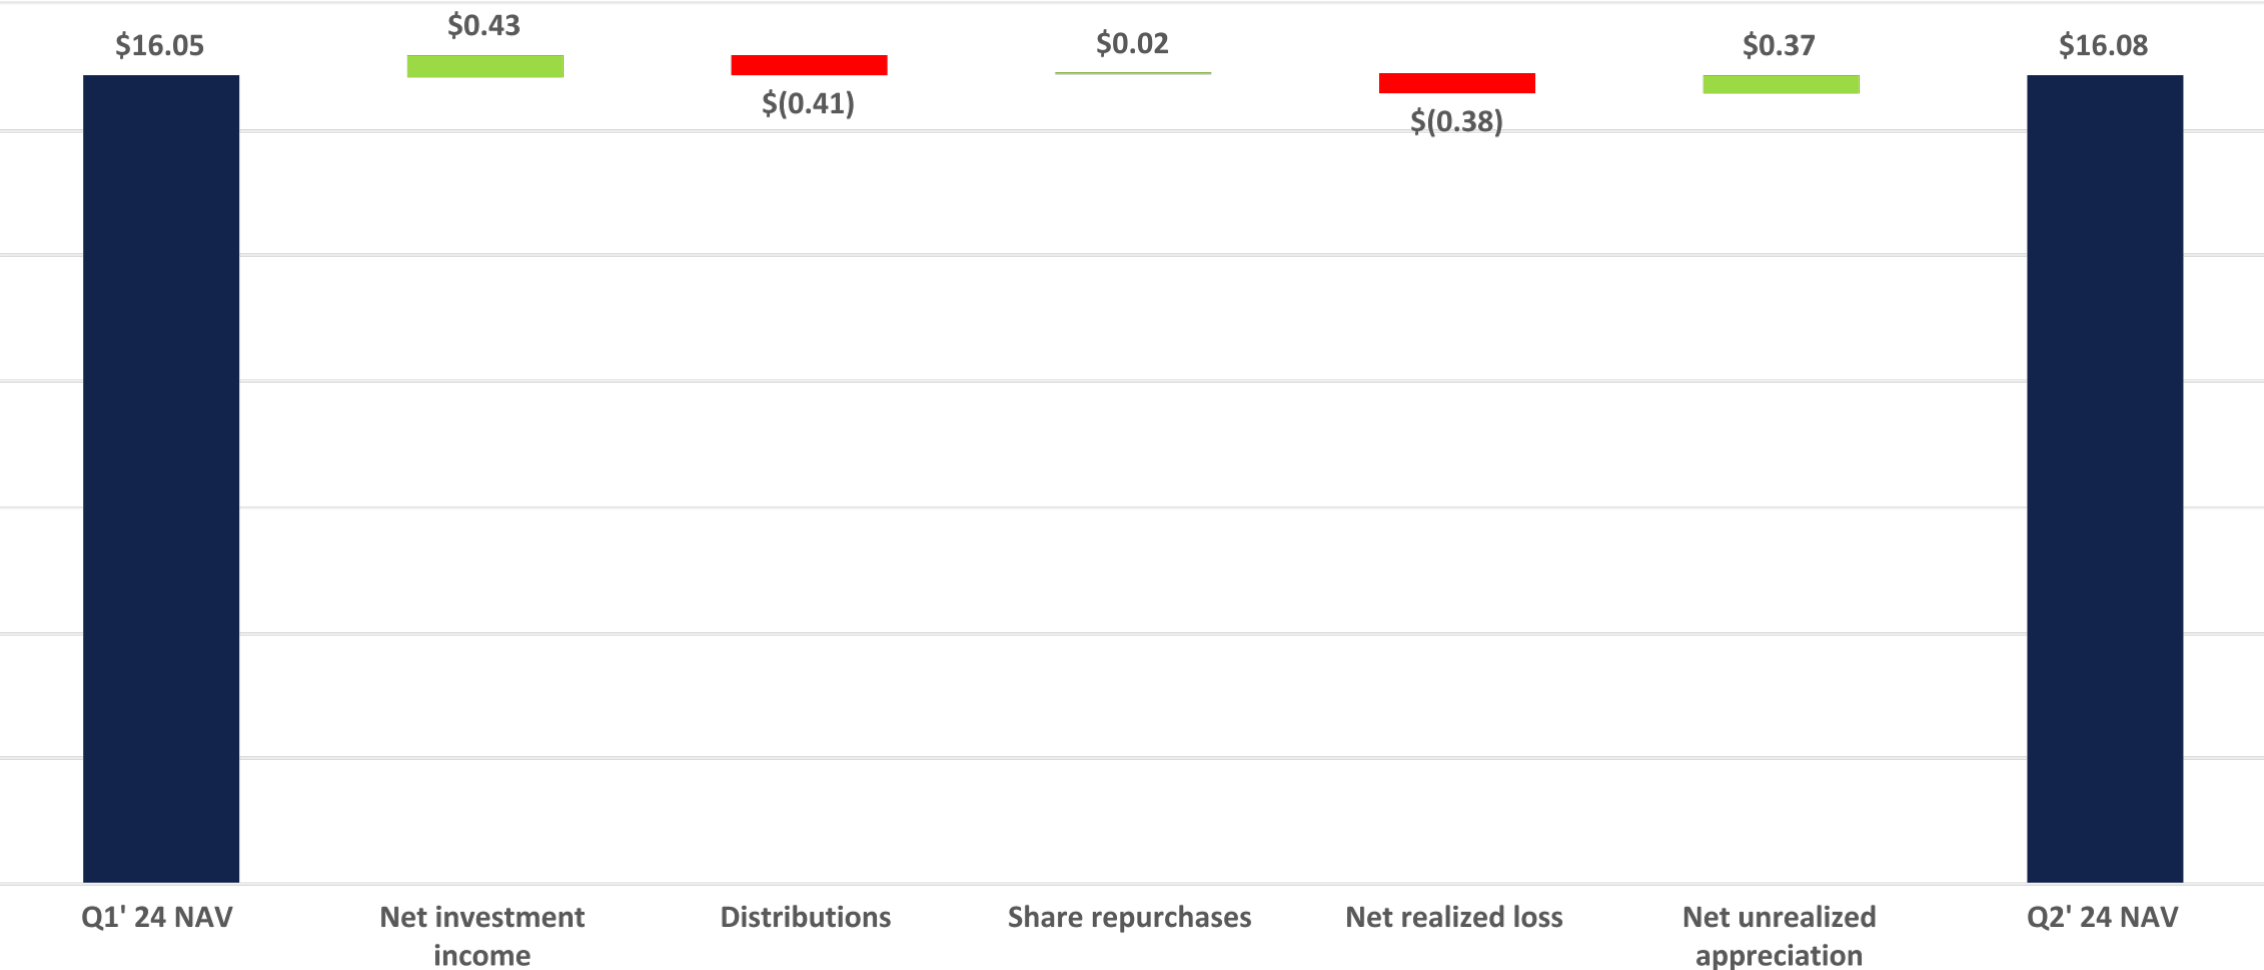 $16.05
$0.43
$(0.41)
$0.02
$(0.38)
$0.37
$16.08
Q1' 24 NAV
Net investment
income
Distributions
Share repurchases
Net realized loss
Net unrealized
appreciation
Q2' 24 NAV